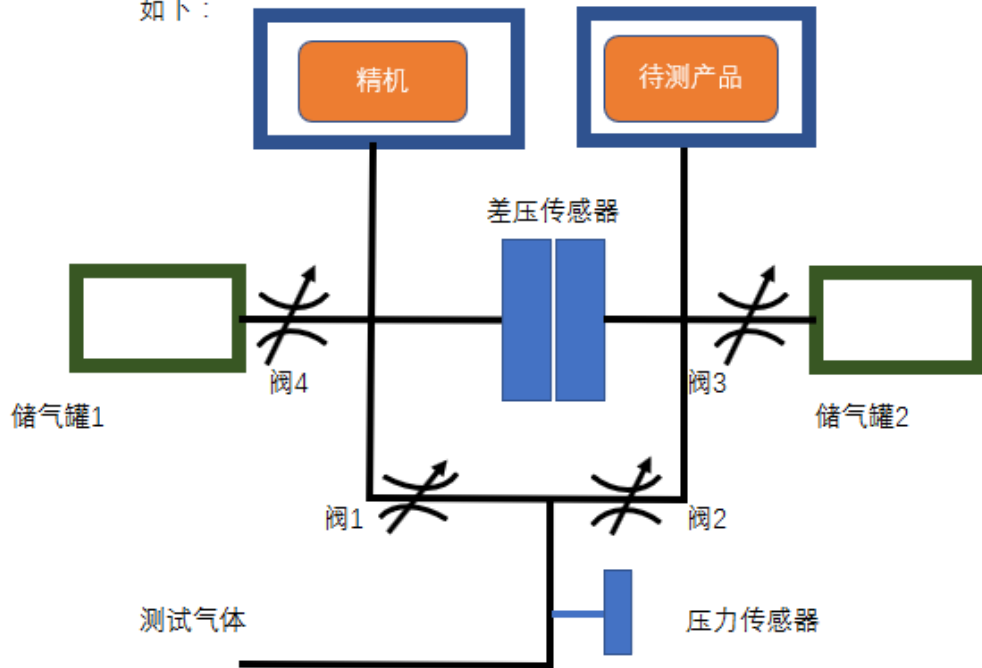 如下：
精机
待测产品
差压传感器
阀4
阀3
储气罐1
储气罐2
阀1
阀2
测试气体
压力传感器